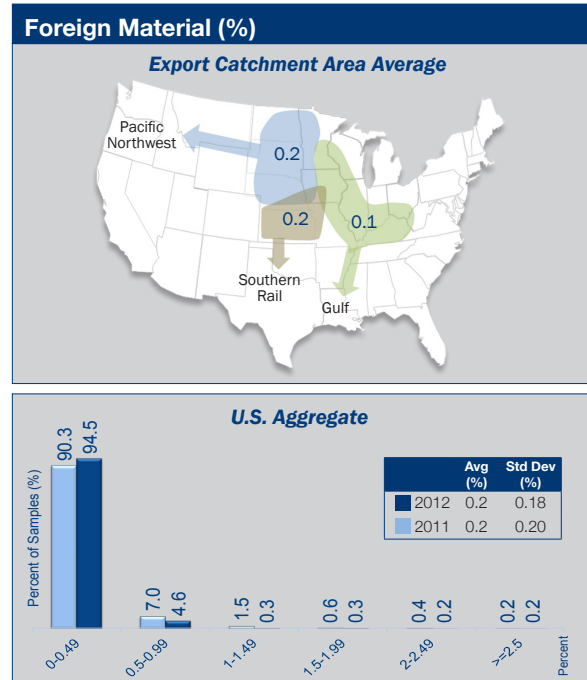 Foreign Material (%)
Export Catchment Area Average
Pacific
Northwest
0.2
0.2
0.1
Southern
Rail
Gulf
U.S. Aggregate
Percent of Samples (%)
90.3
94.5
7.0
4.6
1.5
0.3
0.6
0.3
0.4
0.2
0.2
0.2
Avg (%) Std Dev (%)
2012 0.2 0.18
2011 0.2 0.20
0-0.49
0.5-0.99
1-1.49
1.5-1.99
2-2.49
>=2.5
Percent